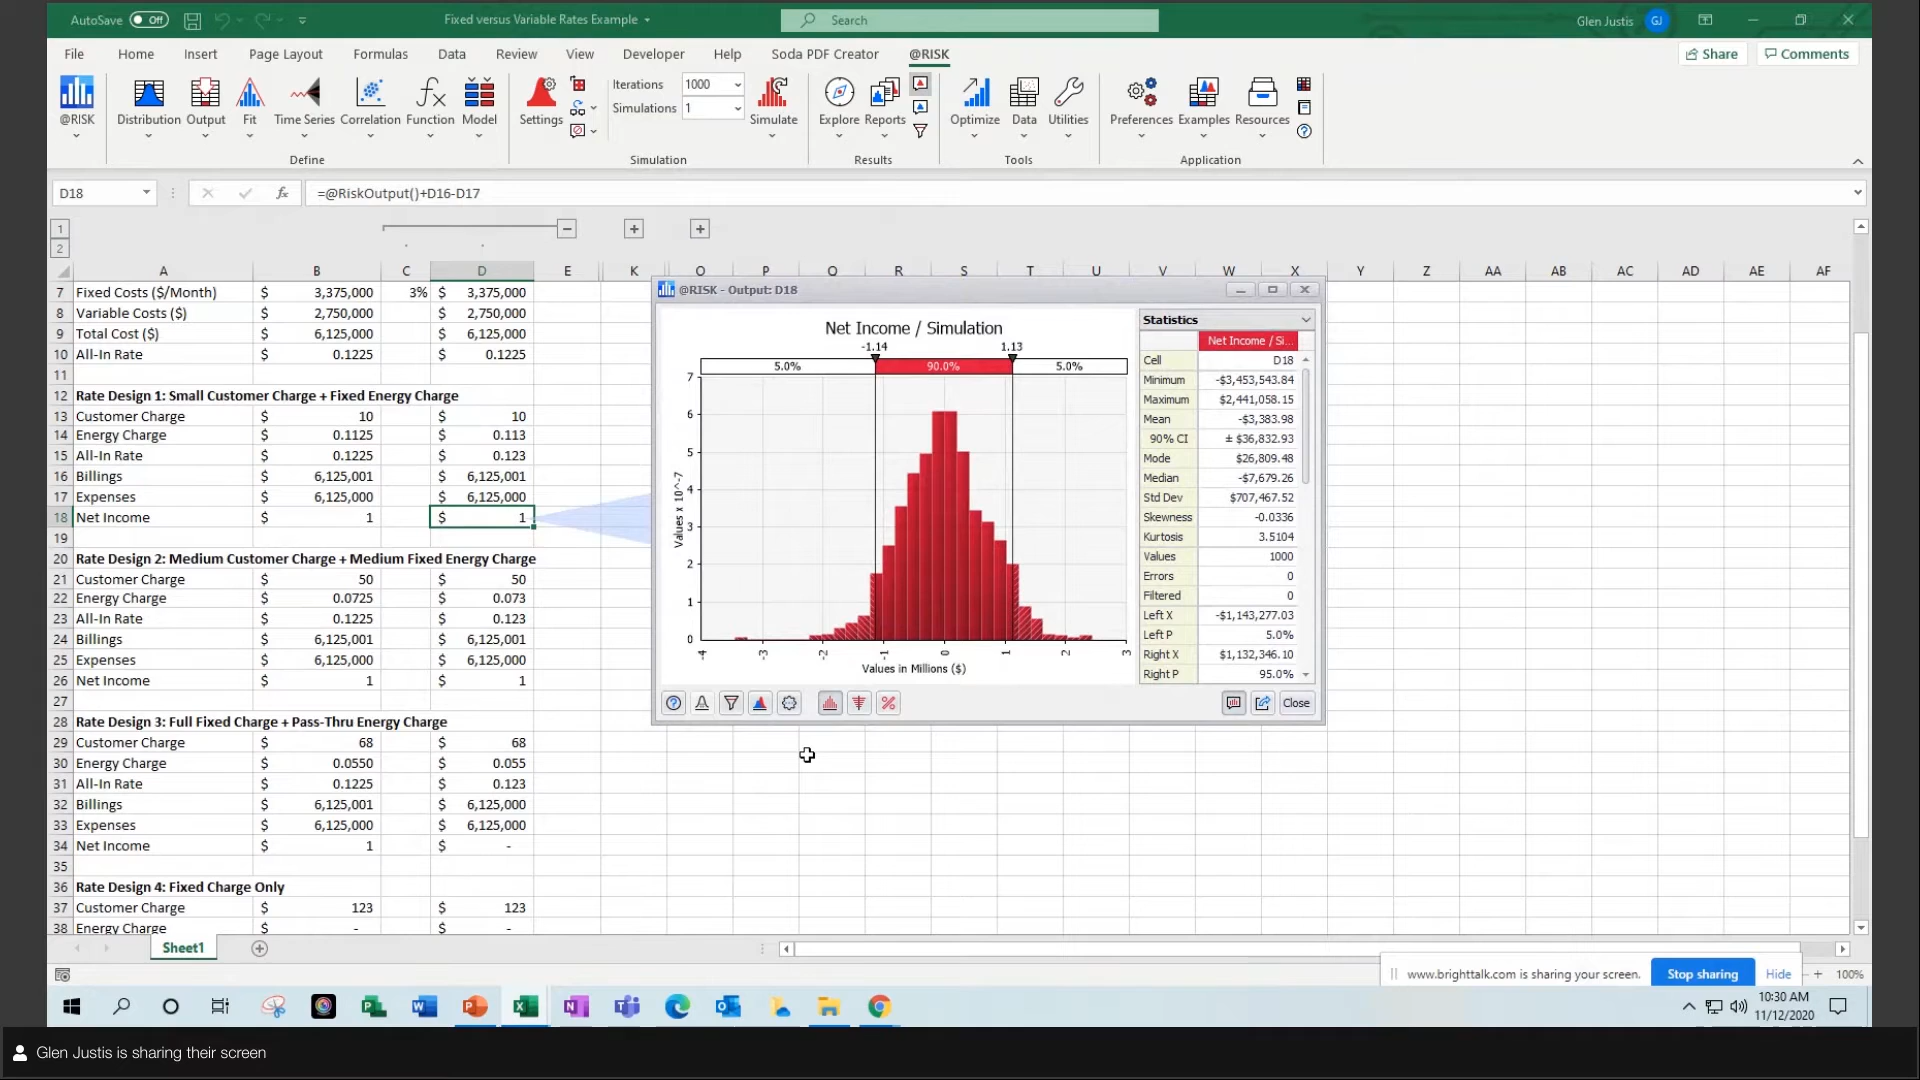 AutoSave Off
Fixed versus Variable Rates Example
Search
Glen Justis GJ
File Home Insert Page Layout Formulas Data Review View Developer Help Soda PDF Creator @RISK
Share Comments
Iterations 1000
Simulations 1
@RISK Distribution Output Fit Time Series Correlation Function Model Settings Simulate Explore Reports Optimize Data Utilities Preferences Examples Resources
Define Simulation Results Tools Application
D18 fx =@RiskOutput()+D16-D17
1
2
A B C D E K O P Q R S T U V W X Y Z AA AB AC AD AE AF
7 Fixed Costs ($/Month) $ 3,375,000 3% $ 3,375,000
8 Variable Costs ($) $ 2,750,000 $ 2,750,000
9 Total Cost ($) $ 6,125,000 $ 6,125,000
10 All-In Rate $ 0.1225 $ 0.1225
11
12 Rate Design 1: Small Customer Charge + Fixed Energy Charge
13 Customer Charge $ 10 $ 10
14 Energy Charge $ 0.1125 $ 0.113
15 All-In Rate $ 0.1225 $ 0.123
16 Billings $ 6,125,001 $ 6,125,001
17 Expenses $ 6,125,000 $ 6,125,000
18 Net Income $ 1 $ 1
19
20 Rate Design 2: Medium Customer Charge + Medium Fixed Energy Charge
21 Customer Charge $ 50 $ 50
22 Energy Charge $ 0.0725 $ 0.073
23 All-In Rate $ 0.1225 $ 0.123
24 Billings $ 6,125,001 $ 6,125,001
25 Expenses $ 6,125,000 $ 6,125,000
26 Net Income $ 1 $ 1
27
28 Rate Design 3: Full Fixed Charge + Pass-Thru Energy Charge
29 Customer Charge $ 68 $ 68
30 Energy Charge $ 0.0550 $ 0.055
31 All-In Rate $ 0.1225 $ 0.123
32 Billings $ 6,125,001 $ 6,125,000
33 Expenses $ 6,125,000 $ 6,125,000
34 Net Income $ 1 $ -
35
36 Rate Design 4: Fixed Charge Only
37 Customer Charge $ 123 $ 123
38 Energy Charge $ - $ -
@RISK - Output: D18
Net Income / Simulation
-1.14 1.13
5.0% 90.0% 5.0%
7
6
5
4
3
2
1
0
Values x 10^-7
-4 -3 -2 -1 0 1 2 3
Values in Millions ($)
Statistics
Net Income / Si...
Cell D18
Minimum -$3,453,543.84
Maximum $2,441,058.15
Mean -$3,383.98
90% CI ± $36,832.93
Mode $26,809.48
Median -$7,679.26
Std Dev $707,467.52
Skewness -0.0336
Kurtosis 3.5104
Values 1000
Errors 0
Filtered 0
Left X -$1,143,277.03
Left P 5.0%
Right X $1,132,346.10
Right P 95.0%
Close
Sheet1
www.brighttalk.com is sharing your screen. Stop sharing Hide
100%
10:30 AM
11/12/2020
Glen Justis is sharing their screen